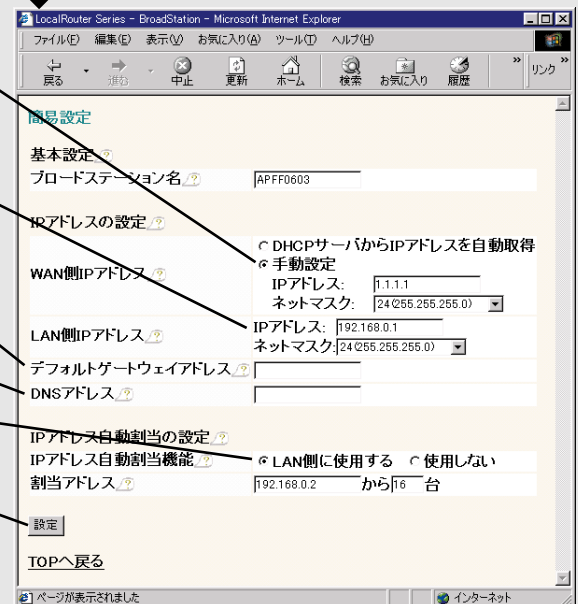 LocalRouter Series - BroadStation - Microsoft Internet Explorer
ファイル(F) 編集(E) 表示(V) お気に入り(A) ツール(T) ヘルプ(H)
戻る 進む 中止 更新 ホーム 検索 お気に入り 履歴 » リンク »
簡易設定
基本設定
ブロードステーション名 APFF0603
IPアドレスの設定
DHCPサーバからIPアドレスを自動取得
WAN側IPアドレス 手動設定
IPアドレス: 1.1.1.1
ネットマスク: 24(255.255.255.0)
LAN側IPアドレス IPアドレス: 192.168.0.1
ネットマスク: 24(255.255.255.0)
デフォルトゲートウェイアドレス
DNSアドレス
IPアドレス自動割当の設定
IPアドレス自動割当機能 LAN側に使用する 使用しない
割当アドレス 192.168.0.2 から 16 台
設定
TOPへ戻る
ページが表示されました インターネット